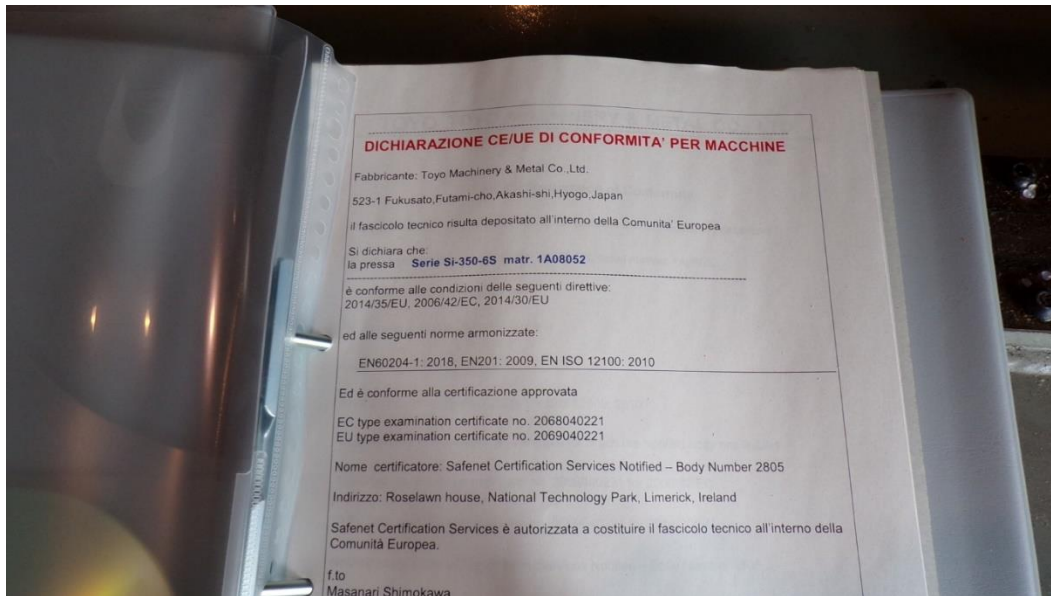 DICHIARAZIONE CE/UE DI CONFORMITA' PER MACCHINE
Fabbricante: Toyo Machinery & Metal Co.,Ltd.
523-1 Fukusato,Futami-cho,Akashi-shi,Hyogo,Japan
il fascicolo tecnico risulta depositato all'interno della Comunita' Europea
Si dichiara che:
la pressa Serie Si-350-6S matr. 1A08052
è conforme alle condizioni delle seguenti direttive:
2014/35/EU, 2006/42/EC, 2014/30/EU
ed alle seguenti norme armonizzate:
EN60204-1: 2018, EN201: 2009, EN ISO 12100: 2010
Ed é conforme alla certificazione approvata
EC type examination certificate no. 2068040221
EU type examination certificate no. 2069040221
Nome certificatore: Safenet Certification Services Notified – Body Number 2805
Indirizzo: Roselawn house, National Technology Park, Limerick, Ireland
Safenet Certification Services è autorizzata a costituire il fascicolo tecnico all'interno della
Comunità Europea.
f.to
Masanari Shimokawa